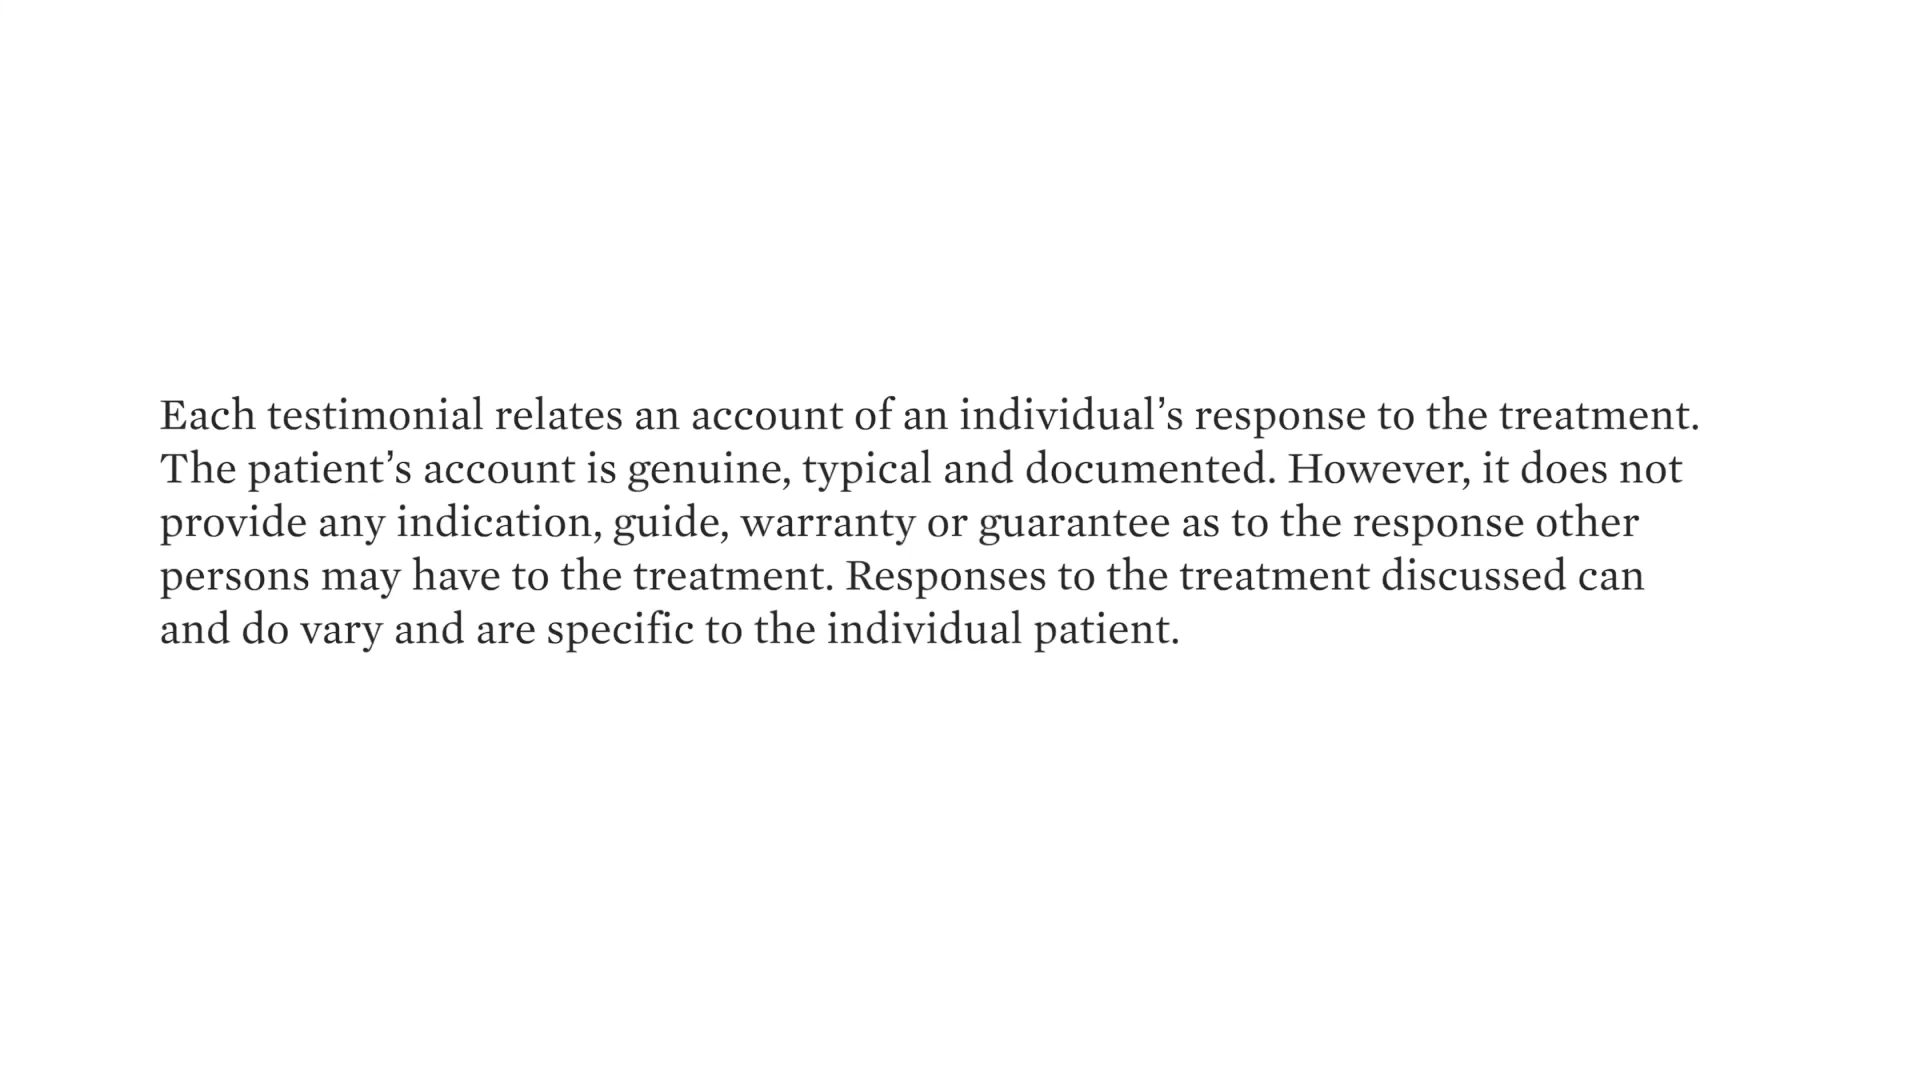 Each testimonial relates an account of an individual’s response to the treatment.
The patient’s account is genuine, typical and documented. However, it does not
provide any indication, guide, warranty or guarantee as to the response other
persons may have to the treatment. Responses to the treatment discussed can
and do vary and are specific to the individual patient.